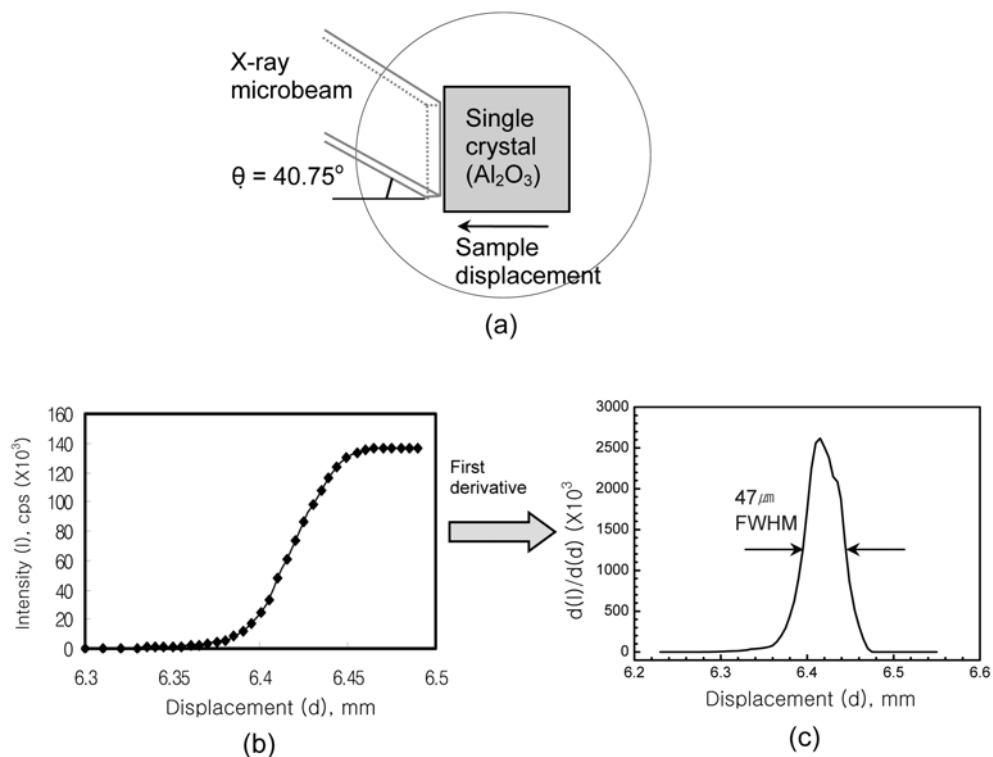 X-ray
microbeam
Single
crystal
(Al₂O₃)
θ = 40.75°
Sample
displacement
(a)
160
140
120
100
80
60
40
20
0
Intensity (I), cps (X10³)
6.3
6.35
6.4
6.45
6.5
Displacement (d), mm
(b)
First
derivative
3000
2500
2000
1500
1000
500
0
d(I)/d(d) (X10³)
47㎛
FWHM
6.2
6.3
6.4
6.5
6.6
Displacement (d), mm
(c)